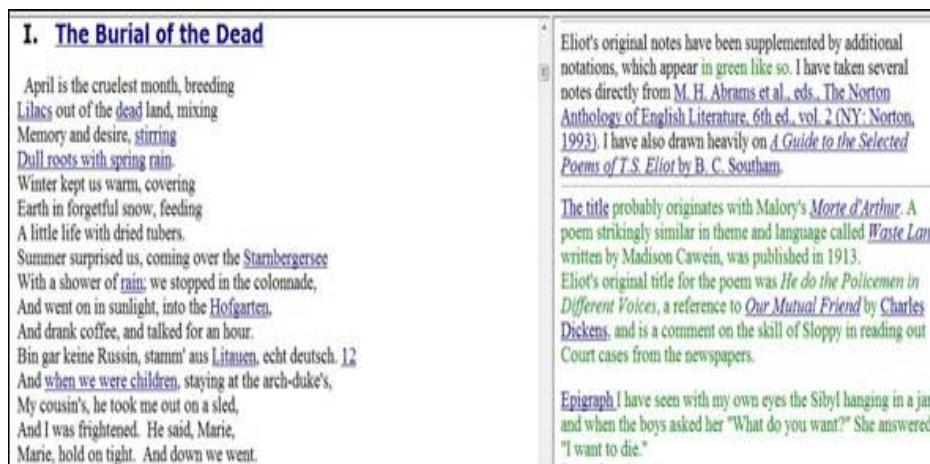 I. The Burial of the Dead
April is the cruelest month, breeding
Lilacs out of the dead land, mixing
Memory and desire, stirring
Dull roots with spring rain.
Winter kept us warm, covering
Earth in forgetful snow, feeding
A little life with dried tubers.
Summer surprised us, coming over the Starnbergersee
With a shower of rain; we stopped in the colonnade,
And went on in sunlight, into the Hofgarten,
And drank coffee, and talked for an hour.
Bin gar keine Russin, stamm' aus Litauen, echt deutsch. 12
And when we were children, staying at the arch-duke's,
My cousin's, he took me out on a sled,
And I was frightened. He said, Marie,
Marie, hold on tight. And down we went.
Eliot's original notes have been supplemented by additional
notations, which appear in green like so. I have taken several
notes directly from M. H. Abrams et al., eds., The Norton
Anthology of English Literature, 6th ed., vol. 2 (NY: Norton,
1993). I have also drawn heavily on A Guide to the Selected
Poems of T.S. Eliot by B. C. Southam.
The title probably originates with Malory's Morte d'Arthur. A
poem strikingly similar in theme and language called Waste Lan
written by Madison Cawein, was published in 1913.
Eliot's original title for the poem was He do the Policemen in
Different Voices, a reference to Our Mutual Friend by Charles
Dickens, and is a comment on the skill of Sloppy in reading out
Court cases from the newspapers.
Epigraph I have seen with my own eyes the Sibyl hanging in a jar
and when the boys asked her "What do you want?" She answered
"I want to die."